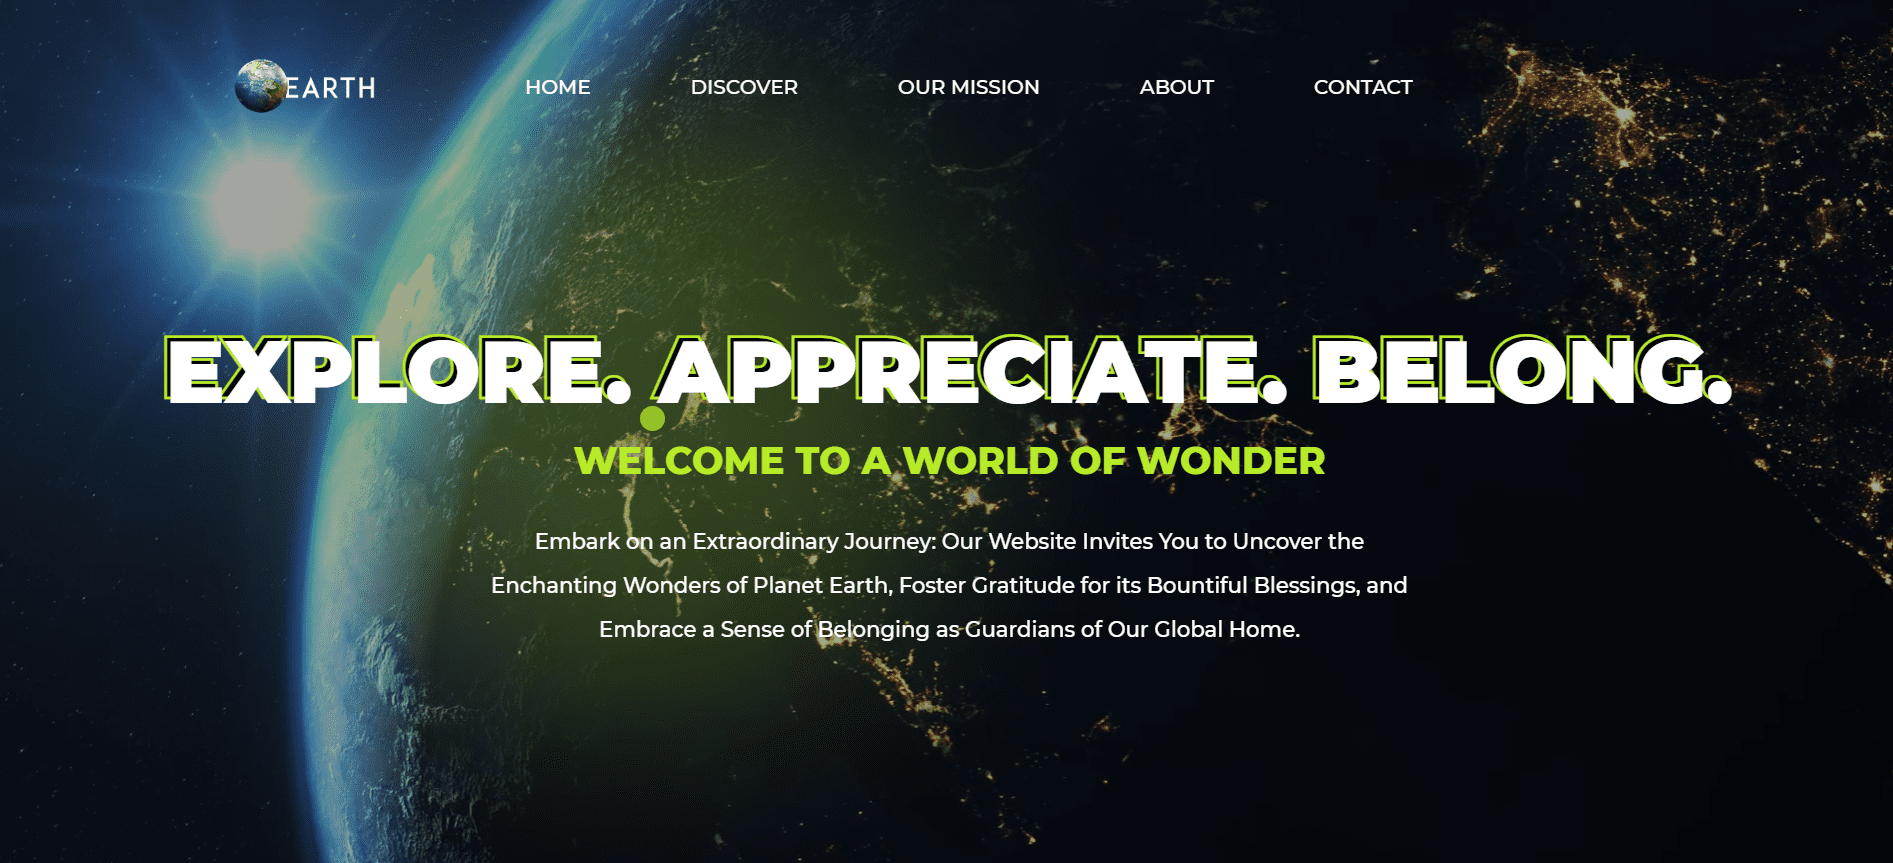 EARTH
HOME
DISCOVER
OUR MISSION
ABOUT
CONTACT
EXPLORE. APPRECIATE. BELONG.
WELCOME TO A WORLD OF WONDER
Embark on an Extraordinary Journey: Our Website Invites You to Uncover the
Enchanting Wonders of Planet Earth, Foster Gratitude for its Bountiful Blessings, and
Embrace a Sense of Belonging as Guardians of Our Global Home.